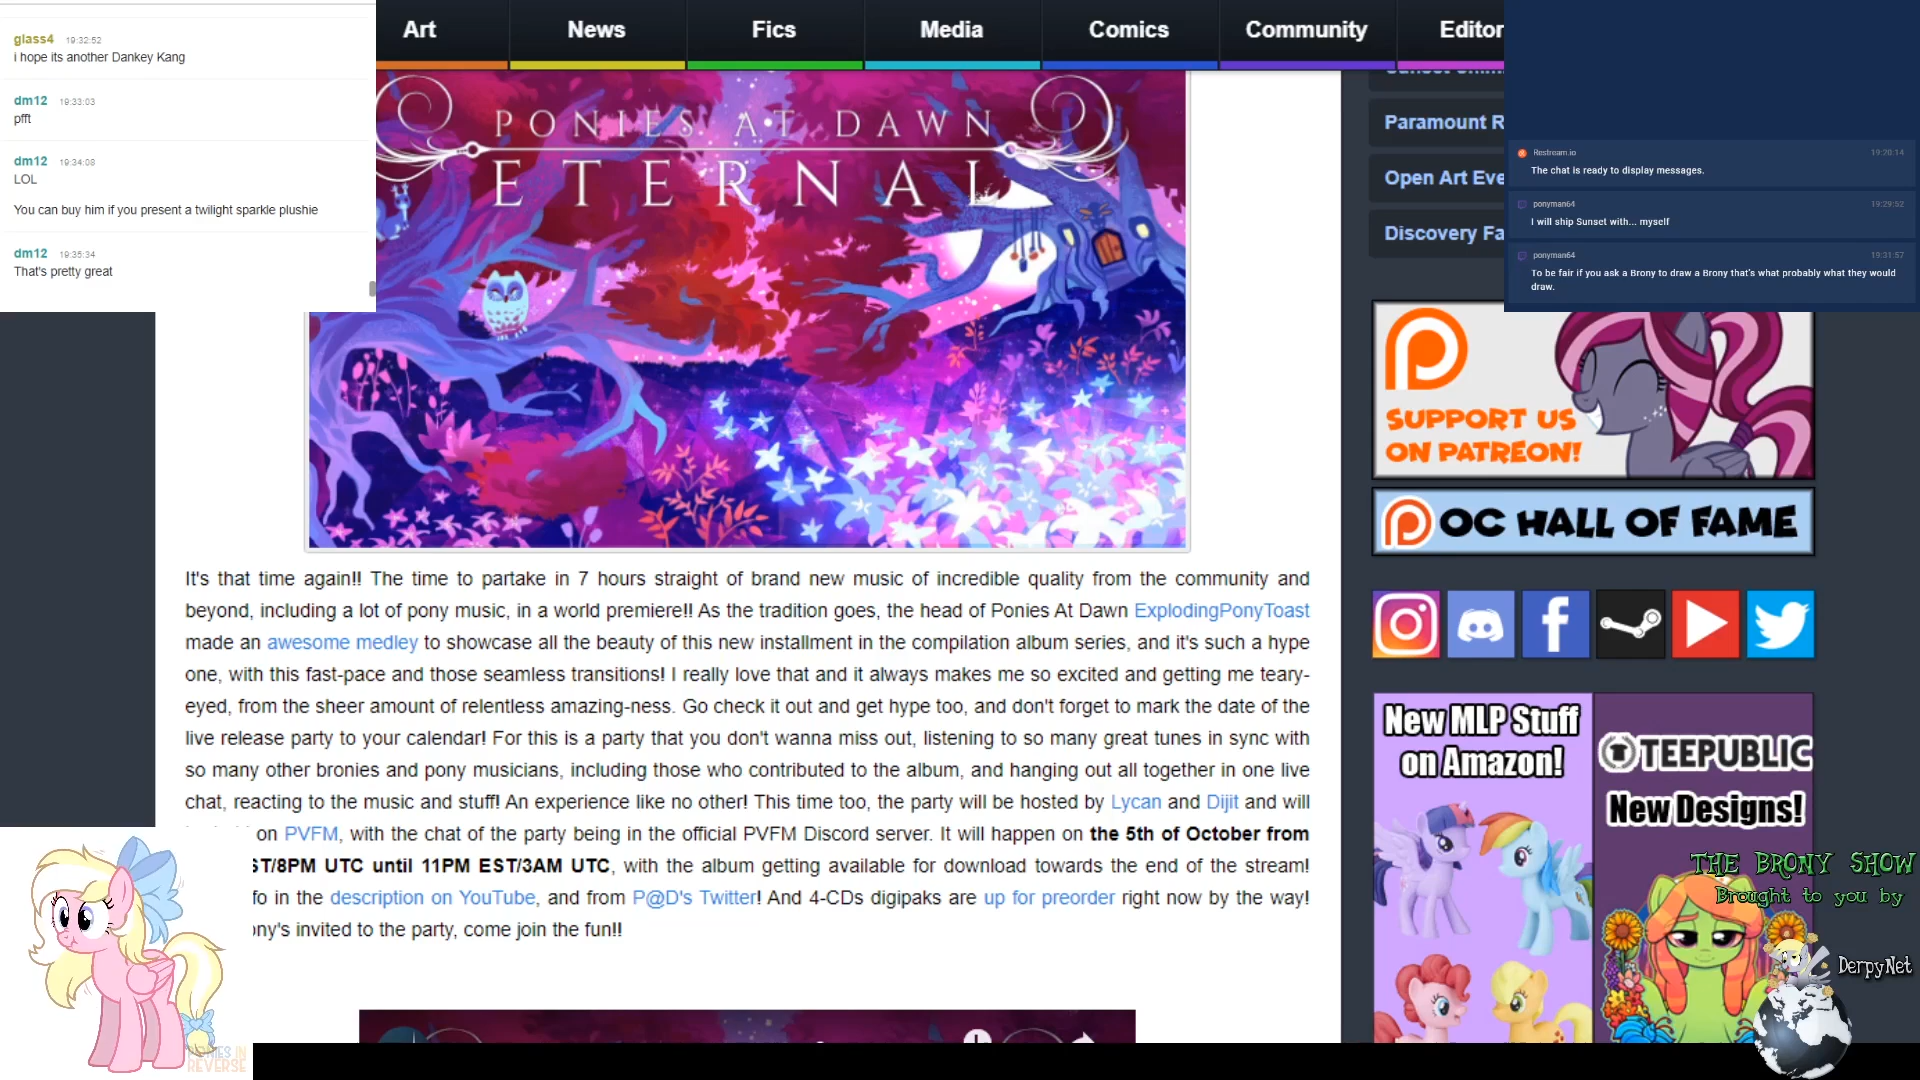 glass4 19:32:52
i hope its another Dankey Kang
dm12 19:33:03
pfft
dm12 19:34:08
LOL
You can buy him if you present a twilight sparkle plushie
dm12 19:35:34
That's pretty great
Art News Fics Media Comics Community Editor
PONIES AT DAWN
ETERNAL
It's that time again!! The time to partake in 7 hours straight of brand new music of incredible quality from the community and
beyond, including a lot of pony music, in a world premiere!! As the tradition goes, the head of Ponies At Dawn ExplodingPonyToast
made an awesome medley to showcase all the beauty of this new installment in the compilation album series, and it's such a hype
one, with this fast-pace and those seamless transitions! I really love that and it always makes me so excited and getting me teary-
eyed, from the sheer amount of relentless amazing-ness. Go check it out and get hype too, and don't forget to mark the date of the
live release party to your calendar! For this is a party that you don't wanna miss out, listening to so many great tunes in sync with
so many other bronies and pony musicians, including those who contributed to the album, and hanging out all together in one live
chat, reacting to the music and stuff! An experience like no other! This time too, the party will be hosted by Lycan and Dijit and will
on PVFM, with the chat of the party being in the official PVFM Discord server. It will happen on the 5th of October from
ST/8PM UTC until 11PM EST/3AM UTC, with the album getting available for download towards the end of the stream!
fo in the description on YouTube, and from P@D's Twitter! And 4-CDs digipaks are up for preorder right now by the way!
ony's invited to the party, come join the fun!!
Paramount R
Open Art Eve
Discovery Fa
Restream.io 19:20:14
The chat is ready to display messages.
ponyman64 19:29:52
I will ship Sunset with... myself
ponyman64 19:31:57
To be fair if you ask a Brony to draw a Brony that's what probably what they would
draw.
SUPPORT US
ON PATREON!
OC HALL OF FAME
New MLP Stuff
on Amazon!
TEEPUBLIC
New Designs!
THE BRONY SHOW
Brought to you by
DerpyNet
PONIES IN
REVERSE